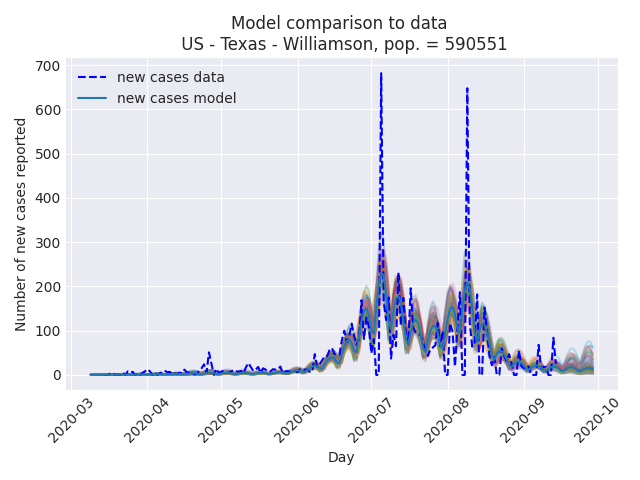 Model comparison to data
US - Texas - Williamson, pop. = 590551
700
600
500
400
300
200
100
0
new cases data
new cases model
Number of new cases reported
2020-03
2020-04
2020-05
2020-06
2020-07
2020-08
2020-09
2020-10
Day